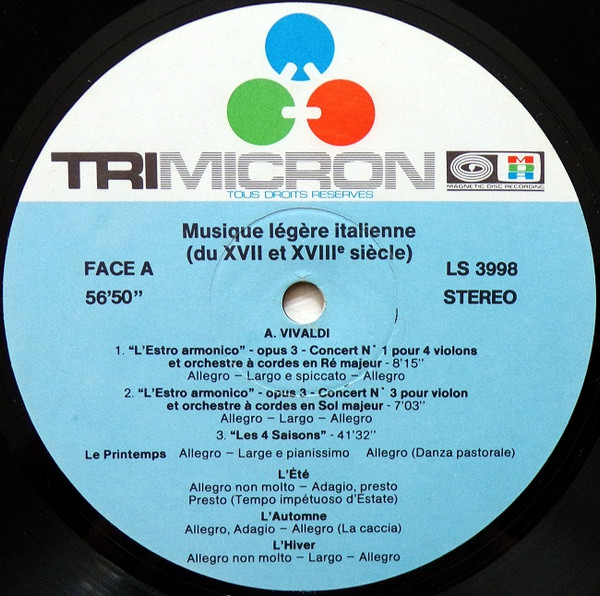 TRIMICRON
TOUS DROITS RESERVES
MDR
MAGNETIC DISC RECORDING
Musique légère italienne
(du XVII et XVIIIe siècle)
FACE A
LS 3998
56'50"
STEREO
A. VIVALDI
1. "L'Estro armonico" - opus 3 - Concert N° 1 pour 4 violons
et orchestre à cordes en Ré majeur - 8'15"
Allegro – Largo e spiccato – Allegro
2. "L'Estro armonico" - opus 3 - Concert N° 3 pour violon
et orchestre à cordes en Sol majeur - 7'03"
Allegro – Largo – Allegro
3. "Les 4 Saisons" - 41'32"
Le Printemps Allegro – Large e pianissimo Allegro (Danza pastorale)
L'Été
Allegro non molto – Adagio, presto
Presto (Tempo impétuoso d'Estate)
L'Automne
Allegro, Adagio – Allegro (La caccia)
L'Hiver
Allegro non molto – Largo – Allegro